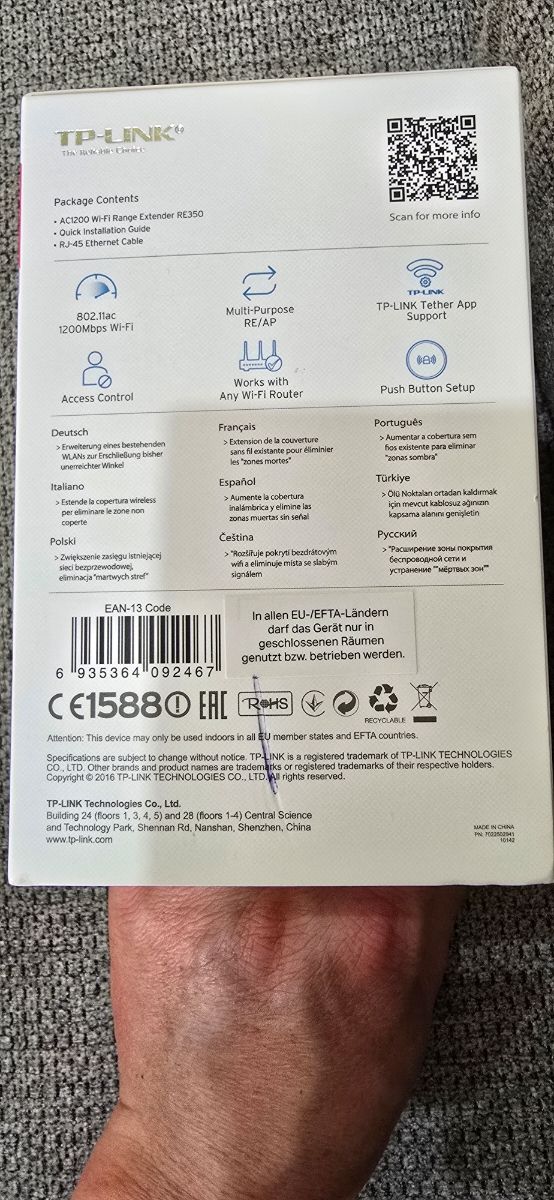 TP-LINK®
The Reliable Choice
Package Contents
• AC1200 Wi-Fi Range Extender RE350
• Quick Installation Guide
• RJ-45 Ethernet Cable
Scan for more info
802.11ac
1200Mbps Wi-Fi
Multi-Purpose
RE/AP
TP-LINK
TP-LINK Tether App
Support
Access Control
Works with
Any Wi-Fi Router
Push Button Setup
Deutsch
> Erweiterung eines bestehenden
WLANs zur Erschließung bisher
unerreichter Winkel
Français
> Extension de la couverture
sans fil existante pour éliminer
les "zones mortes"
Português
> Aumentar a cobertura sem
fios existente para eliminar
"zonas sombra"
Italiano
> Estende la copertura wireless
per eliminare le zone non
coperte
Español
> Aumente la cobertura
inalámbrica y elimine las
zonas muertas sin señal
Türkiye
> Ölü Noktaları ortadan kaldırmak
için mevcut kablosuz ağınızın
kapsama alanını genişletin
Polski
> Zwiększenie zasięgu istniejącej
sieci bezprzewodowej,
eliminacja "martwych stref"
Čeština
> "Rozšiřuje pokrytí bezdrátovým
wifi a eliminuje místa se slabým
signálem
Русский
> "Расширение зоны покрытия
беспроводной сети и
устранение ""мёртвых зон""
EAN-13 Code
6 935364 092467
In allen EU-/EFTA-Ländern
darf das Gerät nur in
geschlossenen Räumen
genutzt bzw. betrieben werden.
CE1588! EAC RoHS
RECYCLABLE
Attention: This device may only be used indoors in all EU member states and EFTA countries.
Specifications are subject to change without notice. TP-LINK is a registered trademark of TP-LINK TECHNOLOGIES
CO., LTD. Other brands and product names are trademarks or registered trademarks of their respective holders.
Copyright © 2016 TP-LINK TECHNOLOGIES CO., LTD. All rights reserved.
TP-LINK Technologies Co., Ltd.
Building 24 (floors 1, 3, 4, 5) and 28 (floors 1-4) Central Science
and Technology Park, Shennan Rd, Nanshan, Shenzhen, China
www.tp-link.com
MADE IN CHINA
PN: 7022502941
10142